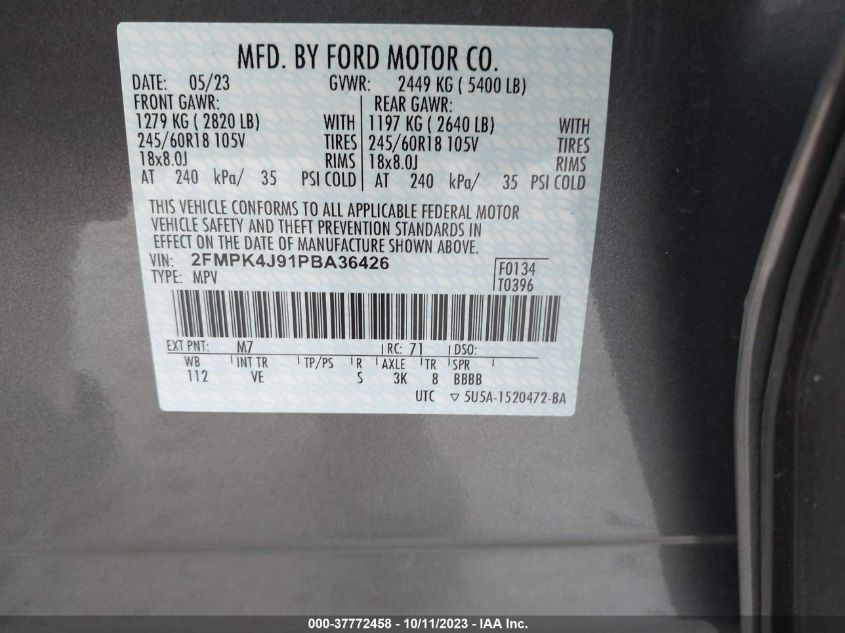 MFD. BY FORD MOTOR CO.
DATE: 05/23 GVWR: 2449 KG ( 5400 LB)
FRONT GAWR: REAR GAWR:
1279 KG ( 2820 LB) WITH 1197 KG ( 2640 LB) WITH
245/60R18 105V TIRES 245/60R18 105V TIRES
18x8.0J RIMS 18x8.0J RIMS
AT 240 kPa/ 35 PSI COLD AT 240 kPa/ 35 PSI COLD
THIS VEHICLE CONFORMS TO ALL APPLICABLE FEDERAL MOTOR
VEHICLE SAFETY AND THEFT PREVENTION STANDARDS IN
EFFECT ON THE DATE OF MANUFACTURE SHOWN ABOVE.
VIN: 2FMPK4J91PBA36426 F0134
TYPE: MPV T0396
EXT PNT: M7 RC: 71 DSO:
WB INT TR TP/PS R AXLE TR SPR
112 VE S 3K 8 BBBB
UTC ▽ 5U5A-1520472-BA
000-37772458 - 10/11/2023 - IAA Inc.